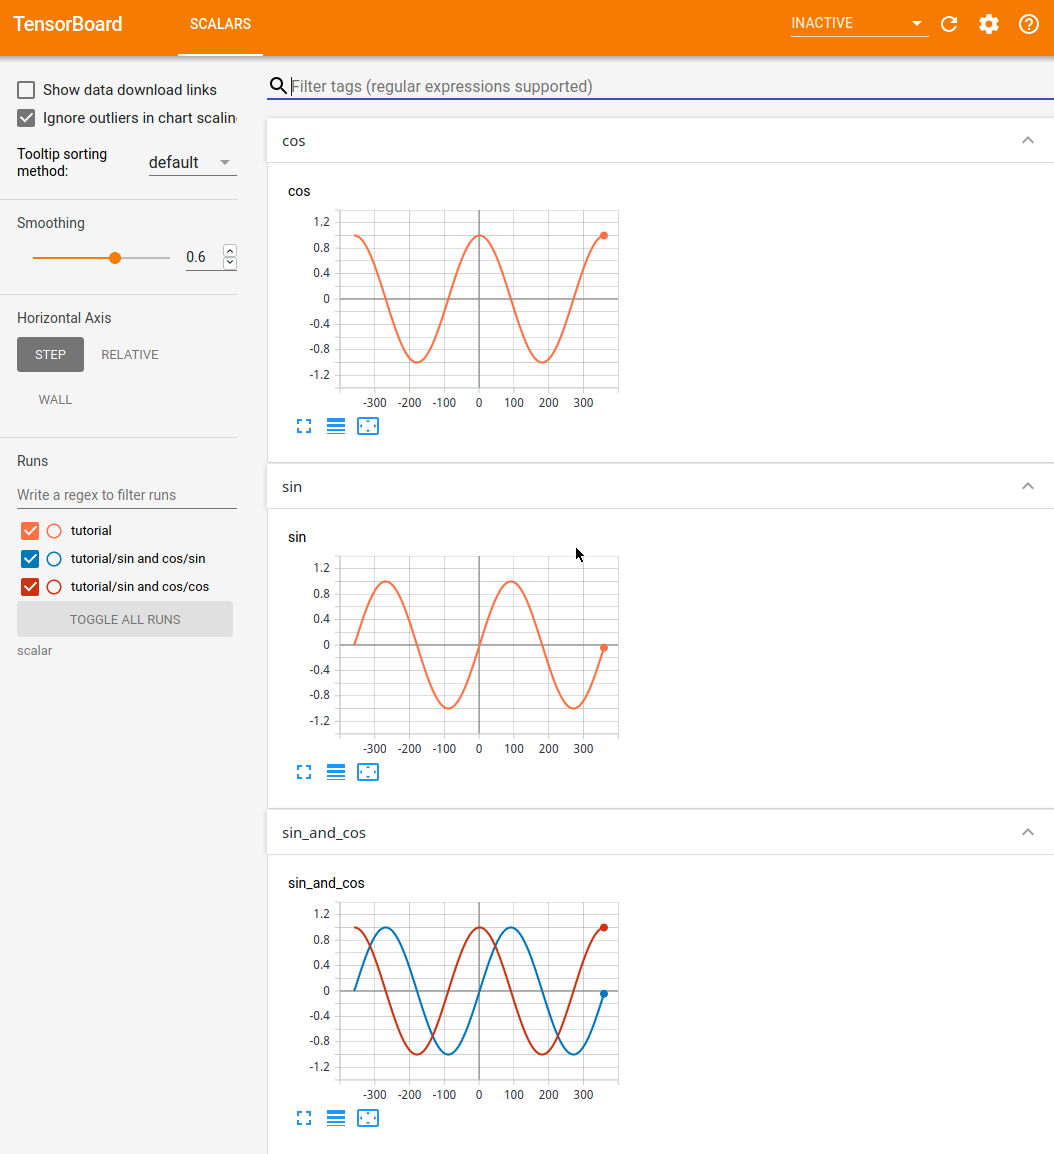 TensorBoard
SCALARS
INACTIVE
Show data download links
Ignore outliers in chart scalin
Tooltip sorting
method:
default
Smoothing
0.6
Horizontal Axis
STEP
RELATIVE
WALL
Runs
Write a regex to filter runs
tutorial
tutorial/sin and cos/sin
tutorial/sin and cos/cos
TOGGLE ALL RUNS
scalar
Filter tags (regular expressions supported)
cos
cos
1.2
0.8
0.4
0
-0.4
-0.8
-1.2
-300 -200 -100 0 100 200 300
sin
sin
1.2
0.8
0.4
0
-0.4
-0.8
-1.2
-300 -200 -100 0 100 200 300
sin_and_cos
sin_and_cos
1.2
0.8
0.4
0
-0.4
-0.8
-1.2
-300 -200 -100 0 100 200 300